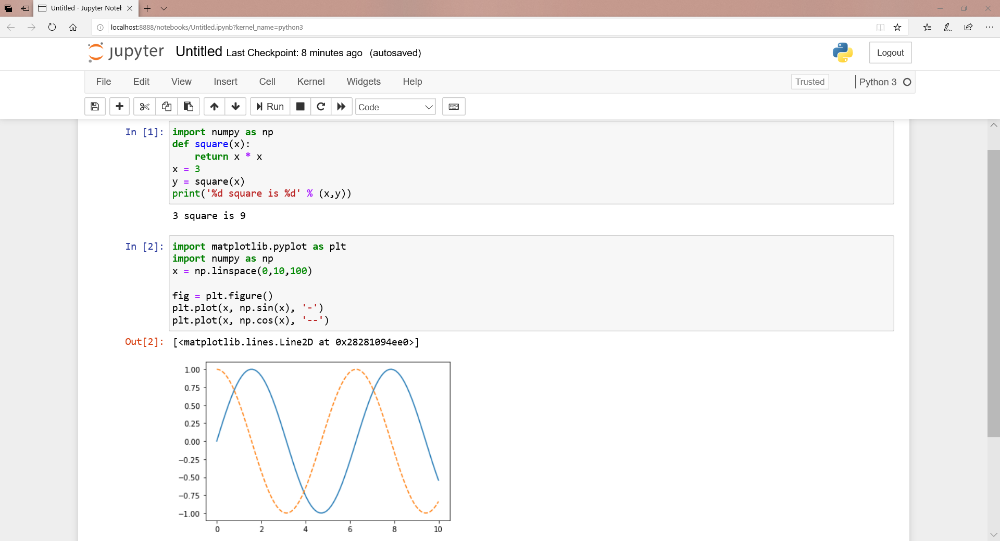 Untitled - Jupyter Notel
localhost:8888/notebooks/Untitled.ipynb?kernel_name=python3
jupyter Untitled Last Checkpoint: 8 minutes ago (autosaved)
Logout
File Edit View Insert Cell Kernel Widgets Help
Trusted
Python 3
Run
Code
In [1]:
import numpy as np
def square(x):
    return x * x
x = 3
y = square(x)
print('%d square is %d' % (x,y))
3 square is 9
In [2]:
import matplotlib.pyplot as plt
import numpy as np
x = np.linspace(0,10,100)
fig = plt.figure()
plt.plot(x, np.sin(x), '-')
plt.plot(x, np.cos(x), '--')
Out[2]: [<matplotlib.lines.Line2D at 0x28281094ee0>]
1.00
0.75
0.50
0.25
0.00
−0.25
−0.50
−0.75
−1.00
0 2 4 6 8 10